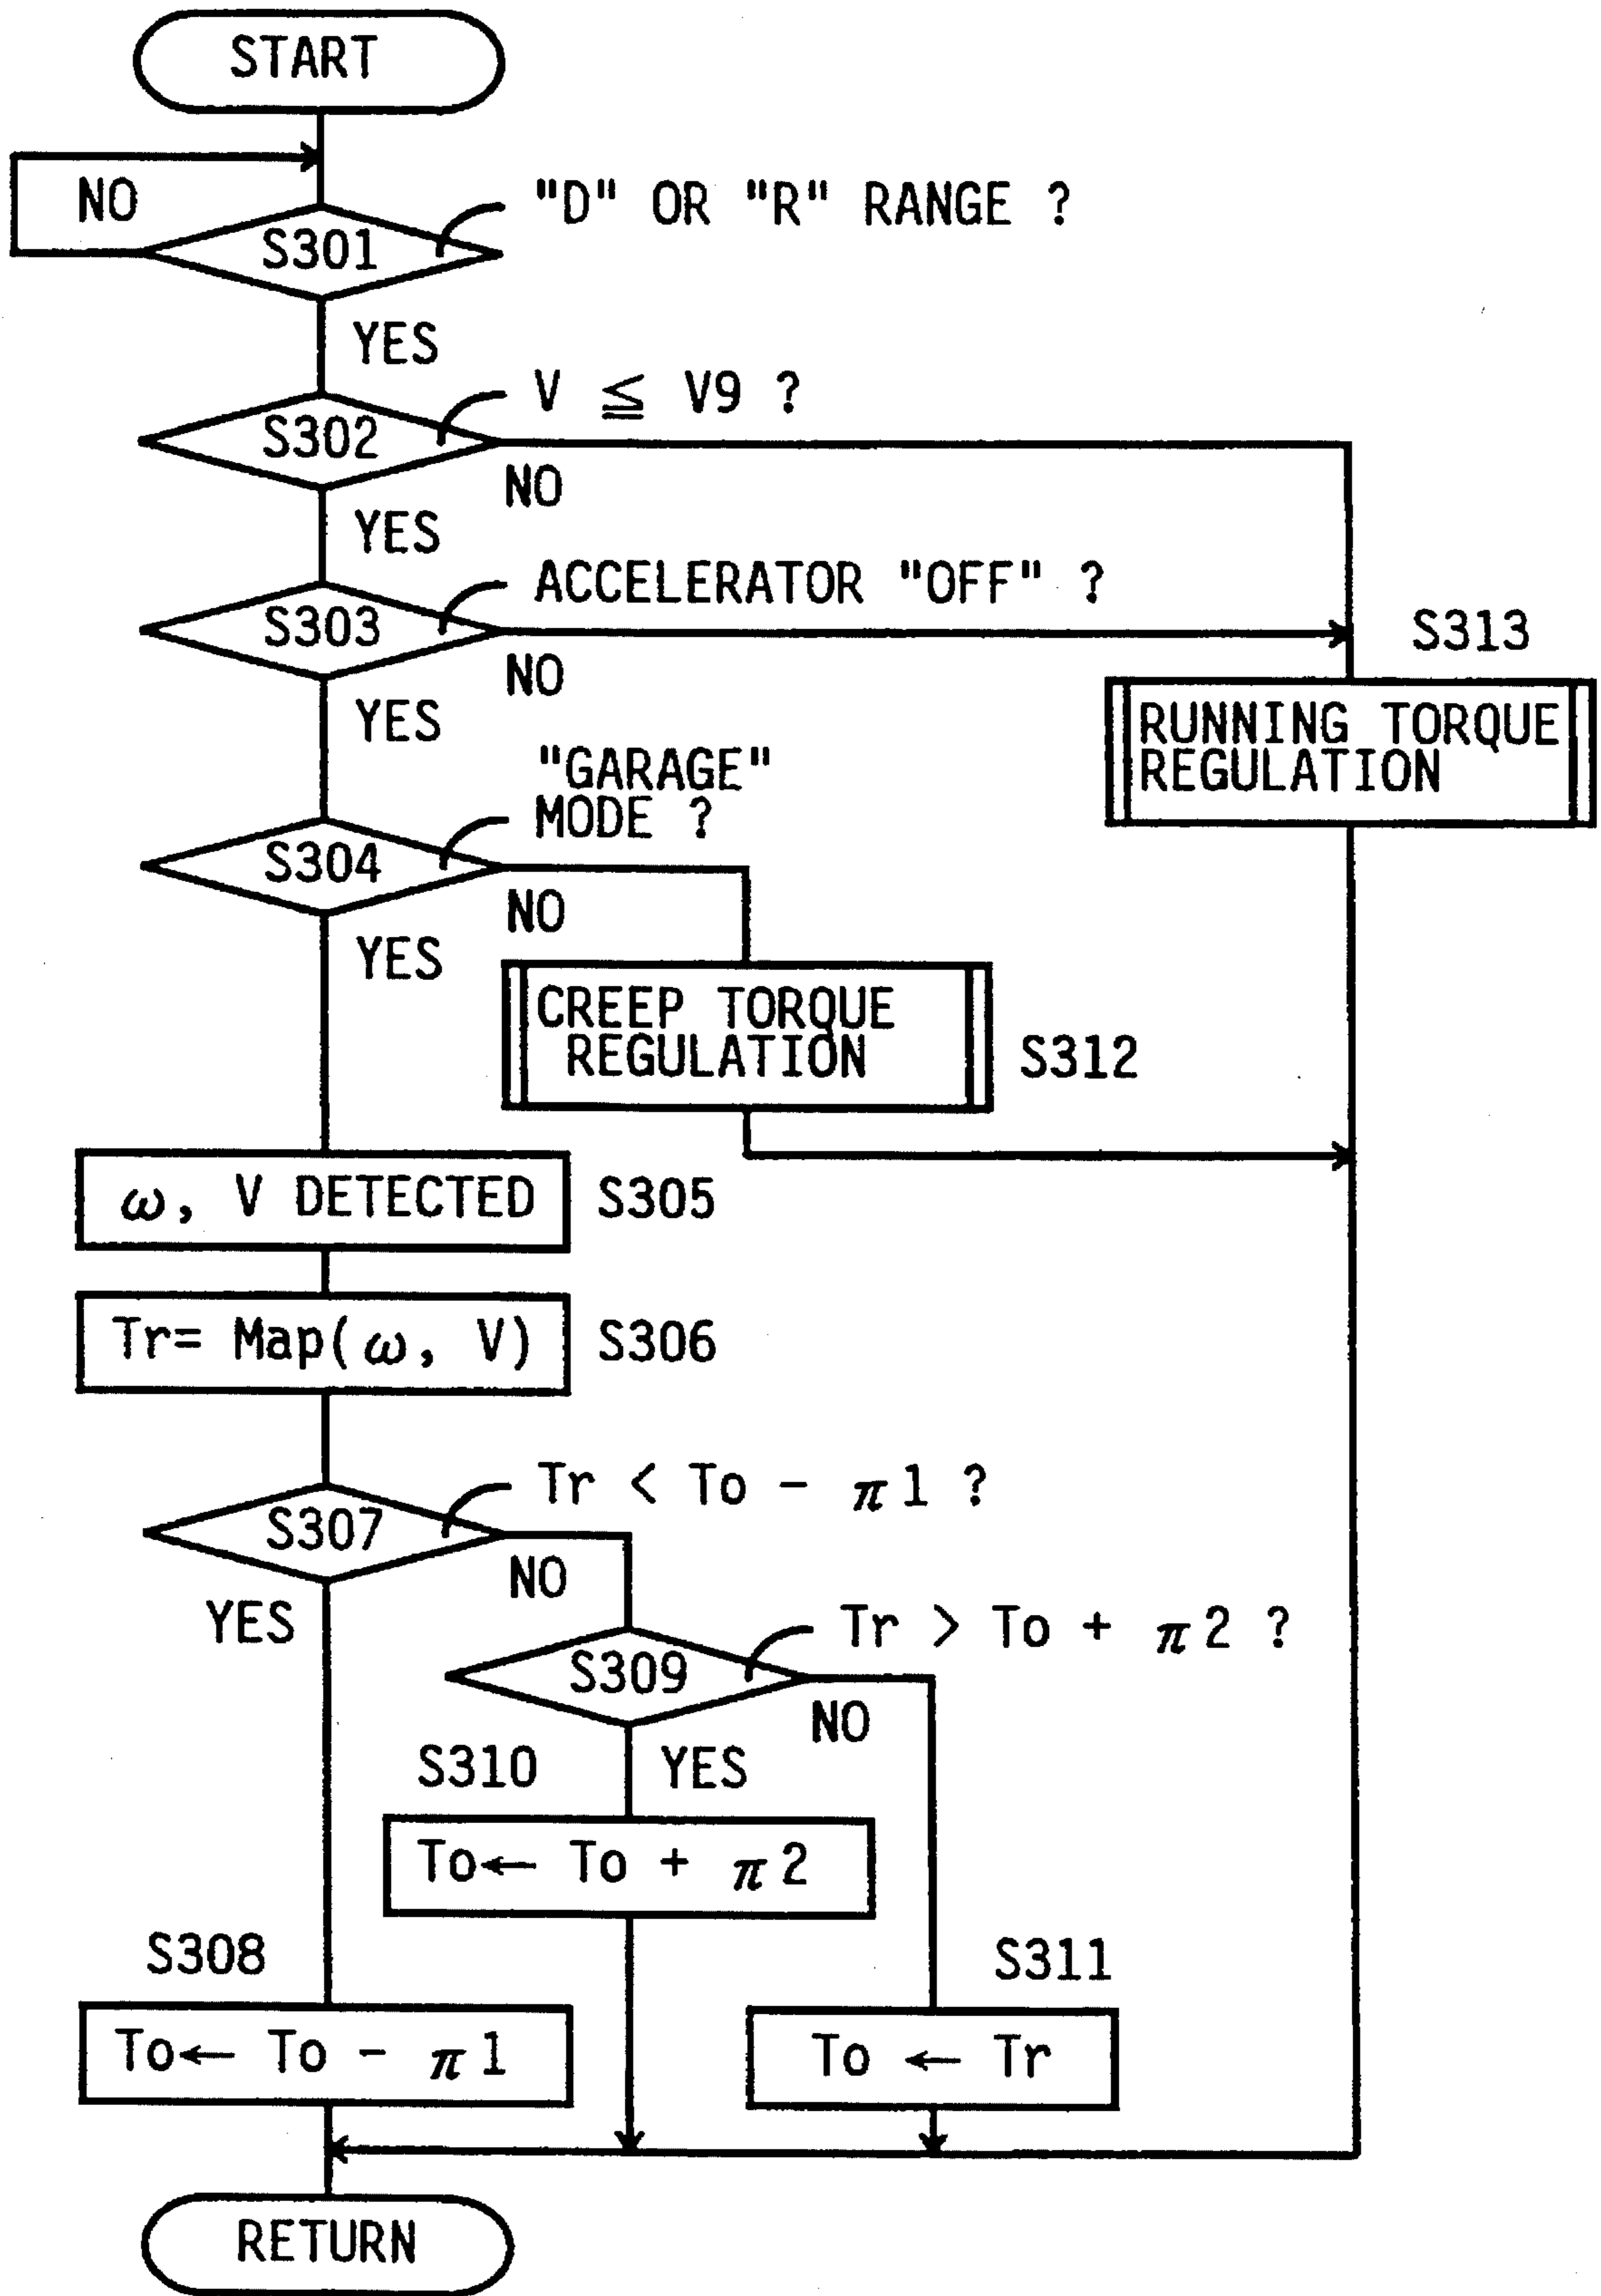 START
NO
"D" OR "R" RANGE ?
S301
YES
V ≦ V9 ?
S302
NO
YES
ACCELERATOR "OFF" ?
S303
NO
S313
YES
RUNNING TORQUE
REGULATION
"GARAGE"
MODE ?
S304
NO
YES
CREEP TORQUE
REGULATION
S312
ω, V DETECTED
S305
Tr= Map(ω, V)
S306
Tr < To - π1 ?
S307
NO
YES
Tr > To + π2 ?
S309
NO
S310
YES
To← To + π2
S308
S311
To← To - π1
To ← Tr
RETURN